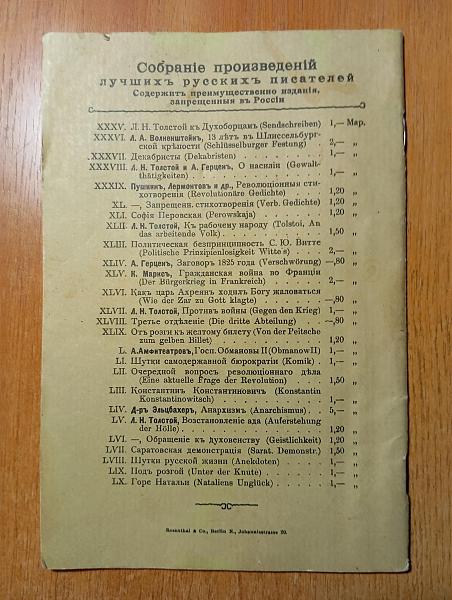 Собраніе произведеній
лучшихъ русскихъ писателей
Содержитъ преимущественно изданія,
запрещенныя въ Россіи
XXXV. Л. Н. Толстой къ Духоборцамъ (Sendschreiben) 1,— Мар.
XXXVI. Л. А. Волкенштейн, 13 лѣтъ въ Шлиссельбург-
ской крѣпости (Schlüsselburger Festung) . 2,— „
XXXVII. Декабристы (Dekabristen) . . . . . . . 1,— „
XXXVIII. Л. Н. Толстой и А. Герцен, О насиліи (Gewalt-
thätigkeiten) . . . . . . . . . . 1,— „
XXXIX. Пушкин, Лермонтов и др., Революціонныя сти-
хотворенія (Revolutionäre Gedichte) . . 1,20 „
XL. —, Запрещенн. стихотворенія (Verb. Gedichte) 1,20 „
XLI. Софія Перовская (Perowskaja) . . . . . 1,20 „
XLII. Л. Н. Толстой, Къ рабочему народу (Tolstoi, An
das arbeitende Volk) . . . . . . . . 1,50 „
XLIII. Политическая безпринципность С. Ю. Витте
(Politische Prinzipienlosigkeit Witte's) . . 2,— „
XLIV. А. Герцен, Заговоръ 1825 года (Verschwörung) —,80 „
XLV. К. Марксъ, Гражданская война во Франціи
(Der Bürgerkrieg in Frankreich) . . . . 2,— „
XLVI. Какъ царь Ахреянъ ходилъ Богу жаловаться
(Wie der Zar zu Gott klagte) . . . . . —,80 „
XLVII. Л. Н. Толстой, Противъ войны (Gegen den Krieg) 1,— „
XLVIII. Третье отдѣленіе (Die dritte Abteilung) . . —,80 „
XLIX. Отъ розги къ желтому билету (Von der Peitsche
zum gelben Billet) . . . . . . . . 1,20 „
L. А. Амфитеатровъ, Госп. Обмановы II (Obmanow II) 1,— „
LI. Шутки самодержавной бюрократіи (Komik) . 1,— „
LII. Очередной вопросъ революціоннаго дѣла
(Eine aktuelle Frage der Revolution) . . 1,50 „
LIII. Константинъ Константиновичъ (Konstantin
Konstantinowitsch) . . . . . . . . 1,— „
LIV. Д-ръ Эльцбахер, Анархизмъ (Anarchismus) . 5,— „
LV. Л. Н. Толстой, Возстановленіе ада (Auferstehung
der Hölle) . . . . . . . . . . . 1,20 „
LVI. —, Обращеніе къ духовенству (Geistlichkeit) 1,20 „
LVII. Саратовская демонстрація (Sarat. Demonstr.) 1,50 „
LVIII. Шутки русской жизни (Anekdoten) . . . . 1,— „
LIX. Подъ розгой (Unter der Knute) . . . . . 1,— „
LX. Горе Натальи (Nataliens Unglück) . . . . 1,— „
Rosenthal & Co., Berlin N., Johannisstrasse 20.